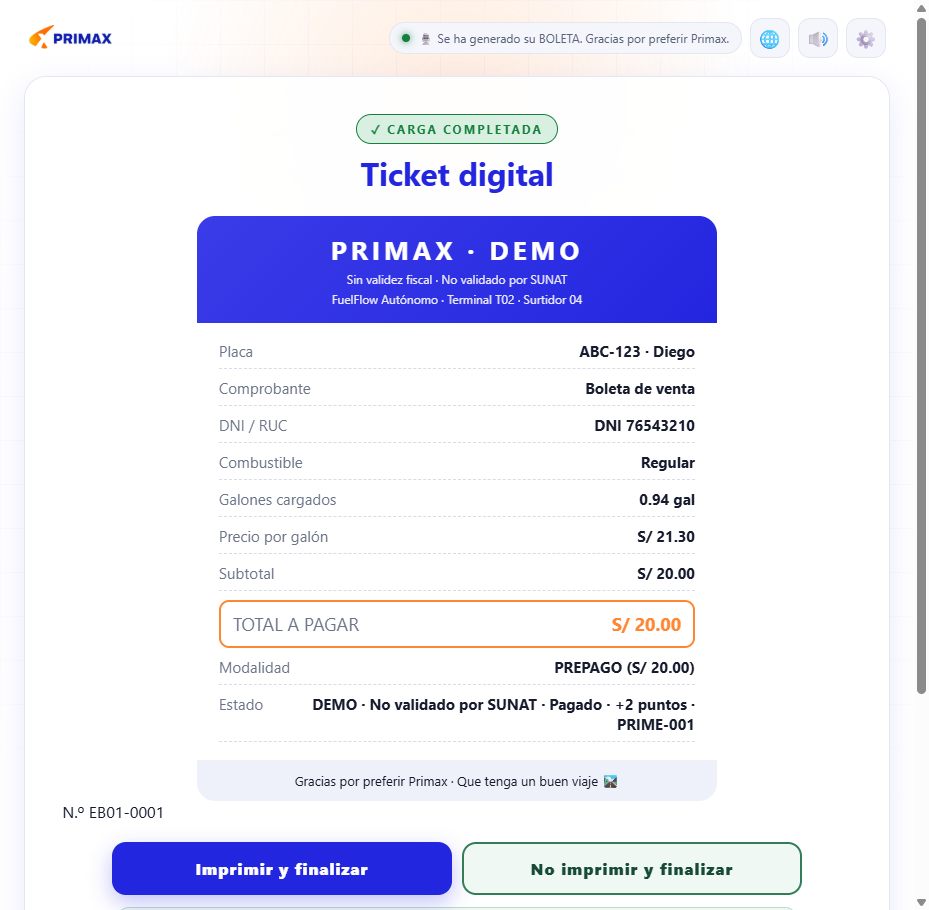 PRIMAX
Se ha generado su BOLETA. Gracias por preferir Primax.
✓ CARGA COMPLETADA
Ticket digital
PRIMAX · DEMO
Sin validez fiscal · No validado por SUNAT
FuelFlow Autónomo · Terminal T02 · Surtidor 04
Placa ABC-123 · Diego
Comprobante Boleta de venta
DNI / RUC DNI 76543210
Combustible Regular
Galones cargados 0.94 gal
Precio por galón S/ 21.30
Subtotal S/ 20.00
TOTAL A PAGAR S/ 20.00
Modalidad PREPAGO (S/ 20.00)
Estado DEMO · No validado por SUNAT · Pagado · +2 puntos ·
PRIME-001
Gracias por preferir Primax · Que tenga un buen viaje
N.º EB01-0001
Imprimir y finalizar
No imprimir y finalizar